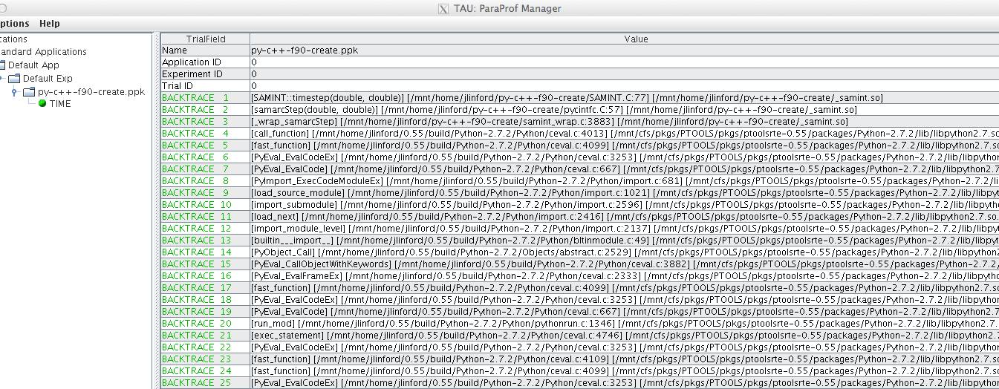 TAU: ParaProf Manager
ptions Help
cations
andard Applications
Default App
Default Exp
py-c++-f90-create.ppk
TIME
TrialField Value
Name py-c++-f90-create.ppk
Application ID 0
Experiment ID 0
Trial ID 0
BACKTRACE 1 [SAMINT::timestep(double, double)] [/mnt/home/jlinford/py-c++-f90-create/SAMINT.C:77] [/mnt/home/jlinford/py-c++-f90-create/_samint.so]
BACKTRACE 2 [samarcStep(double, double)] [/mnt/home/jlinford/py-c++-f90-create/pycintfc.C:57] [/mnt/home/jlinford/py-c++-f90-create/_samint.so]
BACKTRACE 3 [_wrap_samarcStep] [/mnt/home/jlinford/py-c++-f90-create/samint_wrap.c:3883] [/mnt/home/jlinford/py-c++-f90-create/_samint.so]
BACKTRACE 4 [call_function] [/mnt/home/jlinford/0.55/build/Python-2.7.2/Python/ceval.c:4013] [/mnt/cfs/pkgs/PTOOLS/pkgs/ptoolsrte-0.55/packages/Python-2.7.2/lib/libpython2.7.so
BACKTRACE 5 [fast_function] [/mnt/home/jlinford/0.55/build/Python-2.7.2/Python/ceval.c:4099] [/mnt/cfs/pkgs/PTOOLS/pkgs/ptoolsrte-0.55/packages/Python-2.7.2/lib/libpython2.7.so
BACKTRACE 6 [PyEval_EvalCodeEx] [/mnt/home/jlinford/0.55/build/Python-2.7.2/Python/ceval.c:3253] [/mnt/cfs/pkgs/PTOOLS/pkgs/ptoolsrte-0.55/packages/Python-2.7.2/lib/libpython
BACKTRACE 7 [PyEval_EvalCode] [/mnt/home/jlinford/0.55/build/Python-2.7.2/Python/ceval.c:667] [/mnt/cfs/pkgs/PTOOLS/pkgs/ptoolsrte-0.55/packages/Python-2.7.2/lib/libpython2.
BACKTRACE 8 [PyImport_ExecCodeModuleEx] [/mnt/home/jlinford/0.55/build/Python-2.7.2/Python/import.c:681] [/mnt/cfs/pkgs/PTOOLS/pkgs/ptoolsrte-0.55/packages/Python-2.7.2/li
BACKTRACE 9 [load_source_module] [/mnt/home/jlinford/0.55/build/Python-2.7.2/Python/import.c:1021] [/mnt/cfs/pkgs/PTOOLS/pkgs/ptoolsrte-0.55/packages/Python-2.7.2/lib/libpyth
BACKTRACE 10 [import_submodule] [/mnt/home/jlinford/0.55/build/Python-2.7.2/Python/import.c:2596] [/mnt/cfs/pkgs/PTOOLS/pkgs/ptoolsrte-0.55/packages/Python-2.7.2/lib/libpython
BACKTRACE 11 [load_next] [/mnt/home/jlinford/0.55/build/Python-2.7.2/Python/import.c:2416] [/mnt/cfs/pkgs/PTOOLS/pkgs/ptoolsrte-0.55/packages/Python-2.7.2/lib/libpython2.7.so.
BACKTRACE 12 [import_module_level] [/mnt/home/jlinford/0.55/build/Python-2.7.2/Python/import.c:2137] [/mnt/cfs/pkgs/PTOOLS/pkgs/ptoolsrte-0.55/packages/Python-2.7.2/lib/libpyth
BACKTRACE 13 [builtin___import__] [/mnt/home/jlinford/0.55/build/Python-2.7.2/Python/bltinmodule.c:49] [/mnt/cfs/pkgs/PTOOLS/pkgs/ptoolsrte-0.55/packages/Python-2.7.2/lib/libpyt
BACKTRACE 14 [PyObject_Call] [/mnt/home/jlinford/0.55/build/Python-2.7.2/Objects/abstract.c:2529] [/mnt/cfs/pkgs/PTOOLS/pkgs/ptoolsrte-0.55/packages/Python-2.7.2/lib/libpython2
BACKTRACE 15 [PyEval_CallObjectWithKeywords] [/mnt/home/jlinford/0.55/build/Python-2.7.2/Python/ceval.c:3882] [/mnt/cfs/pkgs/PTOOLS/pkgs/ptoolsrte-0.55/packages/Python-2.7.2
BACKTRACE 16 [PyEval_EvalFrameEx] [/mnt/home/jlinford/0.55/build/Python-2.7.2/Python/ceval.c:2333] [/mnt/cfs/pkgs/PTOOLS/pkgs/ptoolsrte-0.55/packages/Python-2.7.2/lib/libpytho
BACKTRACE 17 [fast_function] [/mnt/home/jlinford/0.55/build/Python-2.7.2/Python/ceval.c:4099] [/mnt/cfs/pkgs/PTOOLS/pkgs/ptoolsrte-0.55/packages/Python-2.7.2/lib/libpython2.7.so
BACKTRACE 18 [PyEval_EvalCodeEx] [/mnt/home/jlinford/0.55/build/Python-2.7.2/Python/ceval.c:3253] [/mnt/cfs/pkgs/PTOOLS/pkgs/ptoolsrte-0.55/packages/Python-2.7.2/lib/libpython
BACKTRACE 19 [PyEval_EvalCode] [/mnt/home/jlinford/0.55/build/Python-2.7.2/Python/ceval.c:667] [/mnt/cfs/pkgs/PTOOLS/pkgs/ptoolsrte-0.55/packages/Python-2.7.2/lib/libpython2.
BACKTRACE 20 [run_mod] [/mnt/home/jlinford/0.55/build/Python-2.7.2/Python/pythonrun.c:1346] [/mnt/cfs/pkgs/PTOOLS/pkgs/ptoolsrte-0.55/packages/Python-2.7.2/lib/libpython2.7.
BACKTRACE 21 [exec_statement] [/mnt/home/jlinford/0.55/build/Python-2.7.2/Python/ceval.c:4746] [/mnt/cfs/pkgs/PTOOLS/pkgs/ptoolsrte-0.55/packages/Python-2.7.2/lib/libpython2.7
BACKTRACE 22 [PyEval_EvalCodeEx] [/mnt/home/jlinford/0.55/build/Python-2.7.2/Python/ceval.c:3253] [/mnt/cfs/pkgs/PTOOLS/pkgs/ptoolsrte-0.55/packages/Python-2.7.2/lib/libpython
BACKTRACE 23 [fast_function] [/mnt/home/jlinford/0.55/build/Python-2.7.2/Python/ceval.c:4109] [/mnt/cfs/pkgs/PTOOLS/pkgs/ptoolsrte-0.55/packages/Python-2.7.2/lib/libpython2.7.so
BACKTRACE 24 [fast_function] [/mnt/home/jlinford/0.55/build/Python-2.7.2/Python/ceval.c:4099] [/mnt/cfs/pkgs/PTOOLS/pkgs/ptoolsrte-0.55/packages/Python-2.7.2/lib/libpython2.7.so
BACKTRACE 25 [PyEval_EvalCodeEx] [/mnt/home/jlinford/0.55/build/Python-2.7.2/Python/ceval.c:3253] [/mnt/cfs/pkgs/PTOOLS/pkgs/ptoolsrte-0.55/packages/Python-2.7.2/lib/libpython